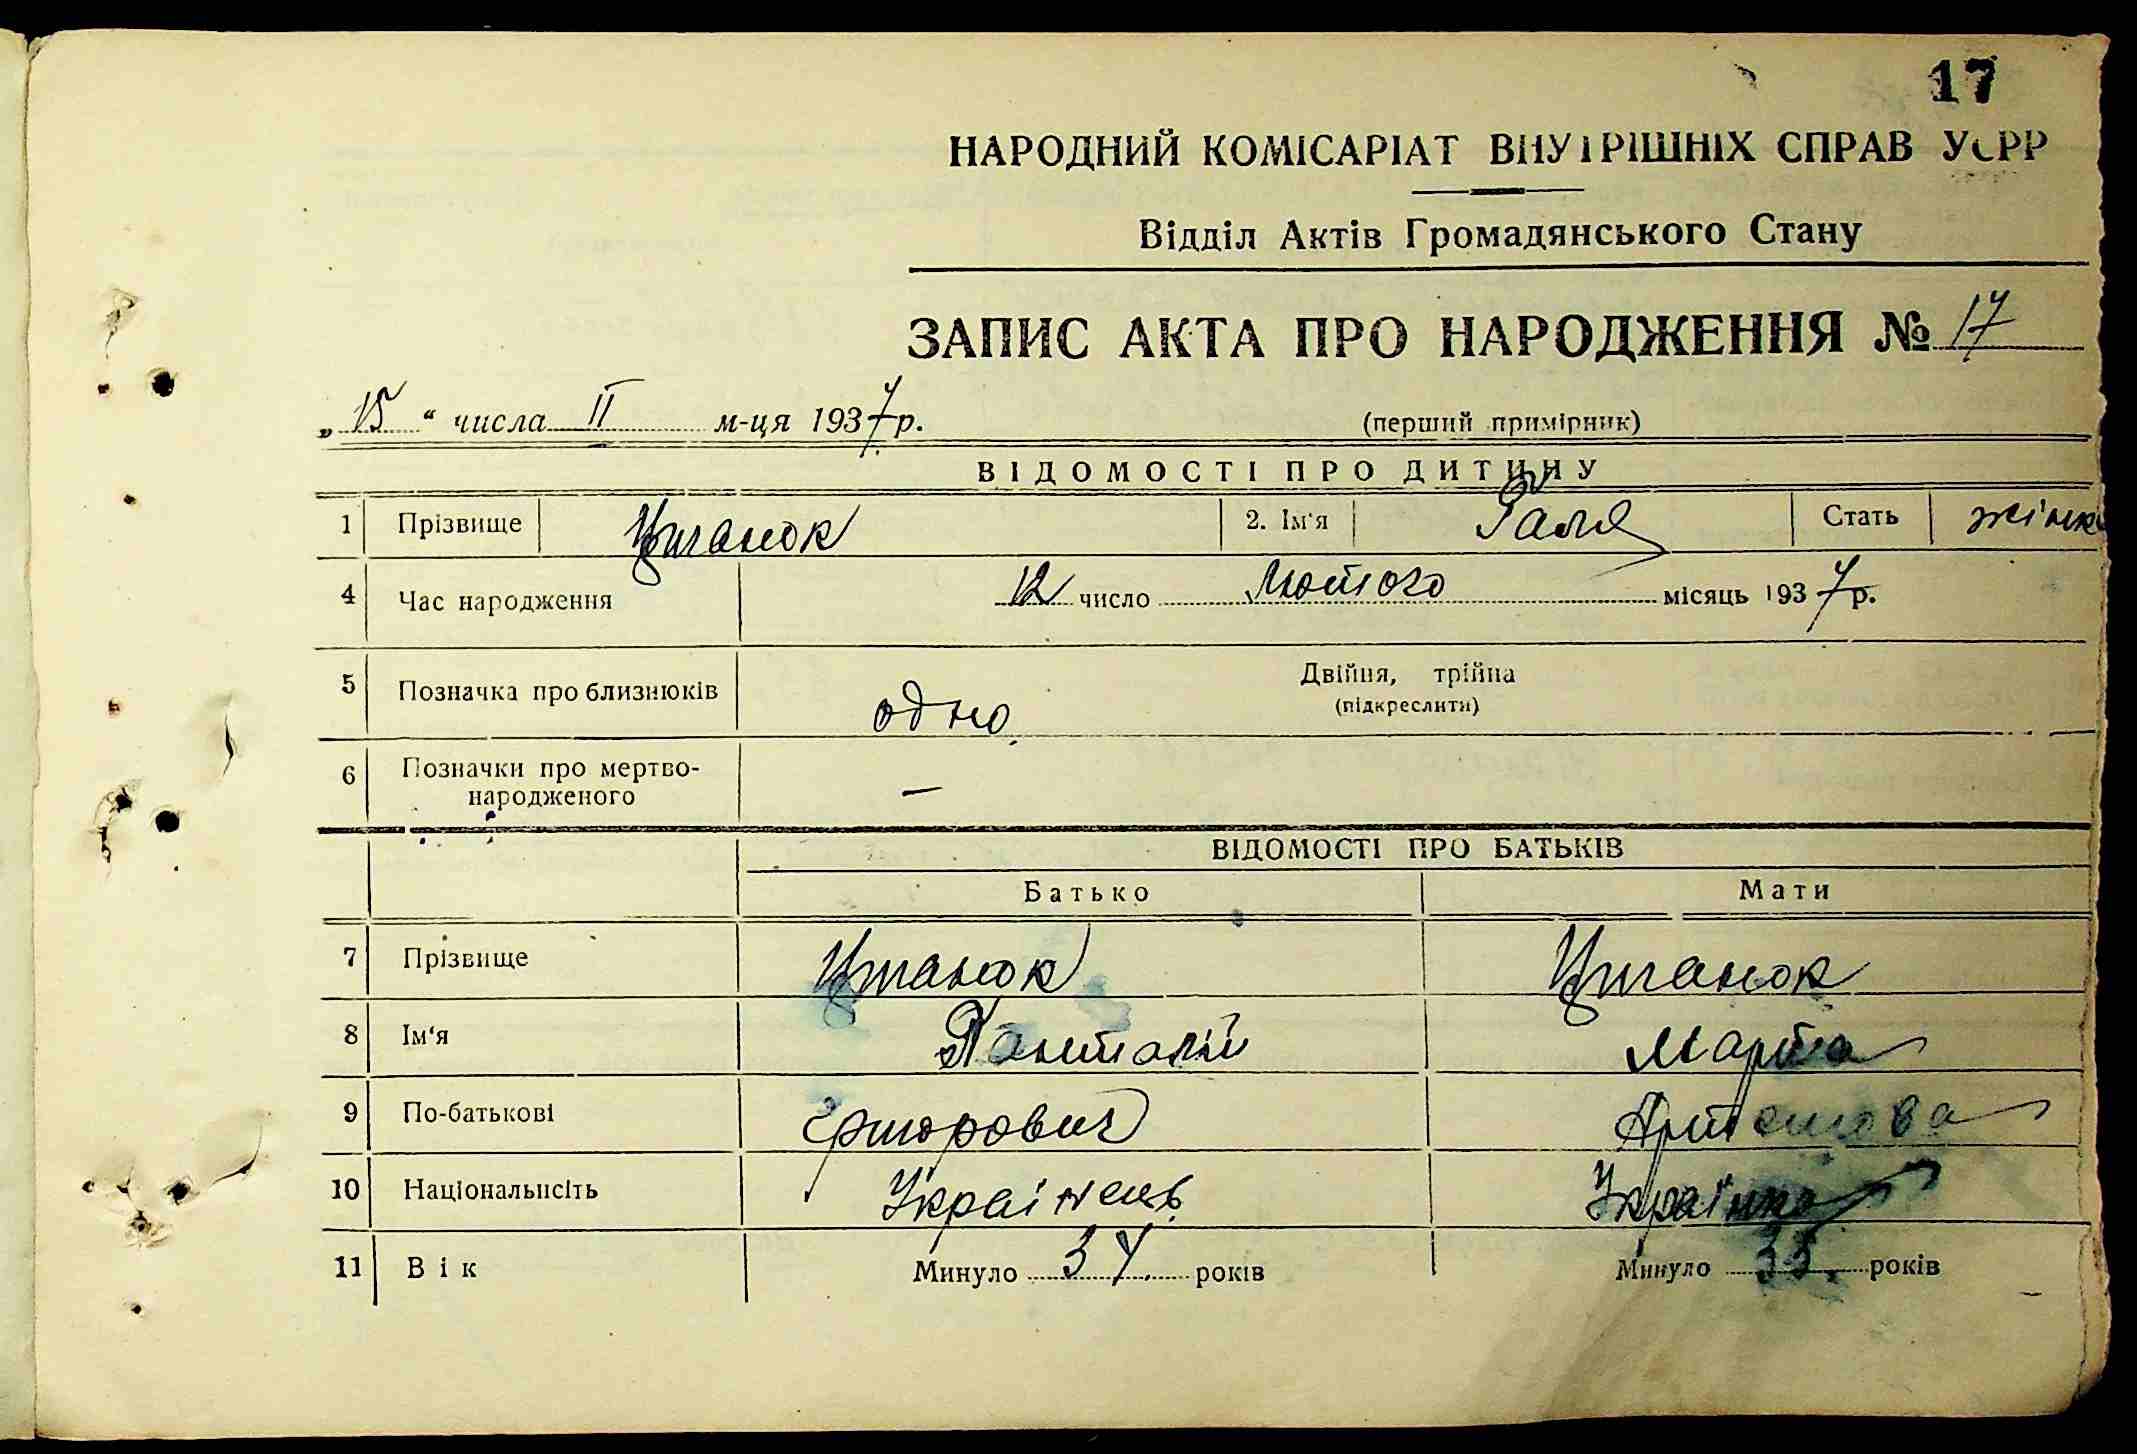 17
НАРОДНИЙ КОМІСАРІАТ ВНУТРІШНІХ СПРАВ УСРР
Відділ Актів Громадянського Стану
ЗАПИС АКТА ПРО НАРОДЖЕННЯ № 17
„15“ числа II м-ця 1937 р. (перший примірник)
ВІДОМОСТІ ПРО ДИТИНУ
1 Прізвище Циганок 2. Ім'я Галя Стать жінк
4 Час народження 12 число Лютого місяць 1937 р.
5 Позначка про близнюків одно Двійня, трійна
(підкреслити)
6 Позначки про мертво-
народженого —
ВІДОМОСТІ ПРО БАТЬКІВ
Батько Мати
7 Прізвище Циганок Циганок
8 Ім'я Панталій Марта
9 По-батькові Григорович
10 Національність Українець Українка
11 Вік Минуло 34 років Минуло 35 років